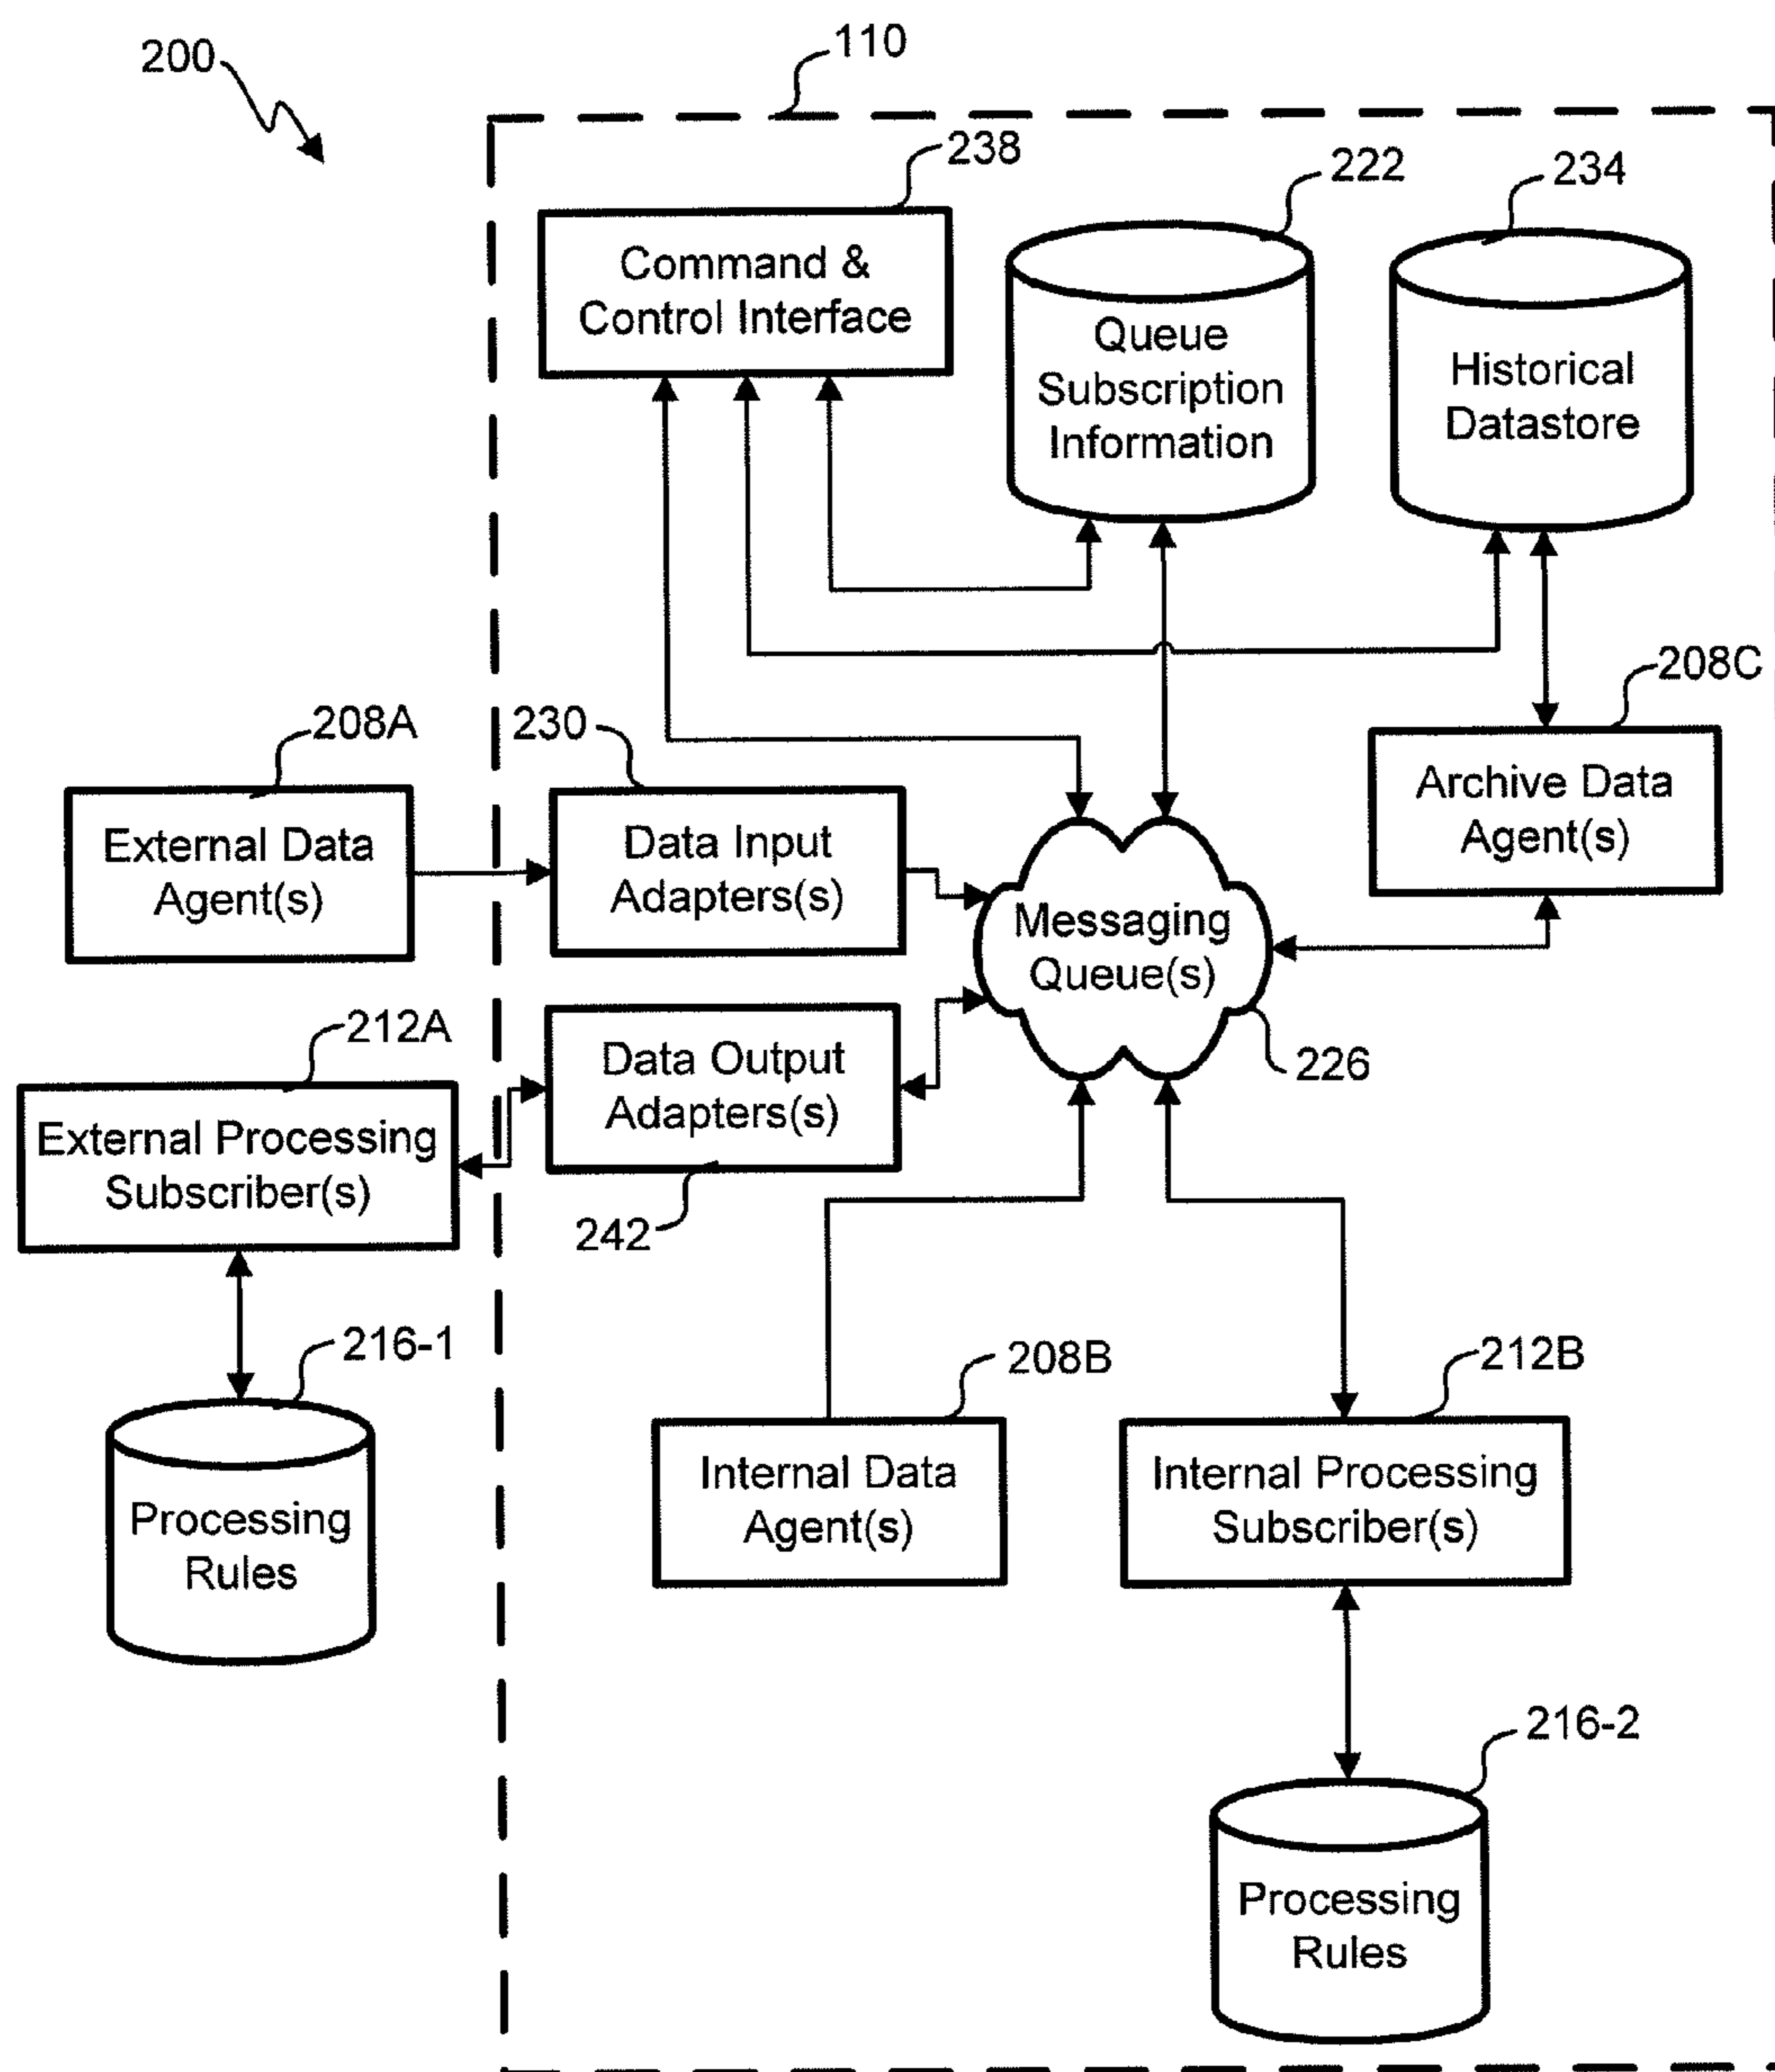 200
110
238
222
234
Command &
Control Interface
Queue
Subscription
Information
Historical
Datastore
208C
208A
230
Archive Data
Agent(s)
External Data
Agent(s)
Data Input
Adapters(s)
Messaging
Queue(s)
212A
226
Data Output
Adapters(s)
External Processing
Subscriber(s)
242
216-1
208B
212B
Processing
Rules
Internal Data
Agent(s)
Internal Processing
Subscriber(s)
216-2
Processing
Rules